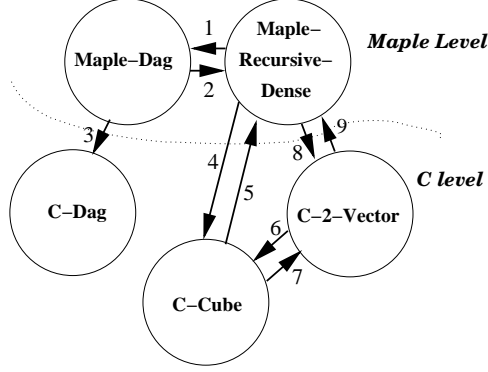 1
Maple−
Maple−Dag
Recursive−
Dense
Maple Level
2
3
9
8
4
C level
5
C−Dag
C−2−Vector
6
7
C−Cube